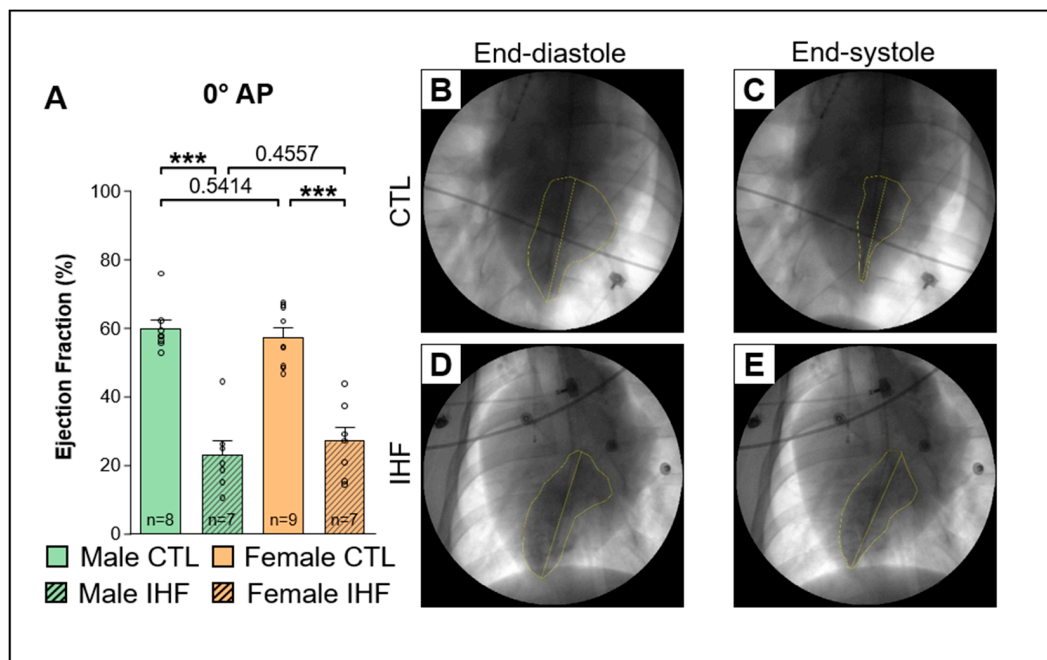 A
0° AP
***
0.4557
0.5414
***
Ejection Fraction (%)
100
80
60
40
20
0
n=8
n=7
n=9
n=7
Male CTL
Female CTL
Male IHF
Female IHF
End-diastole
End-systole
CTL
B
C
IHF
D
E